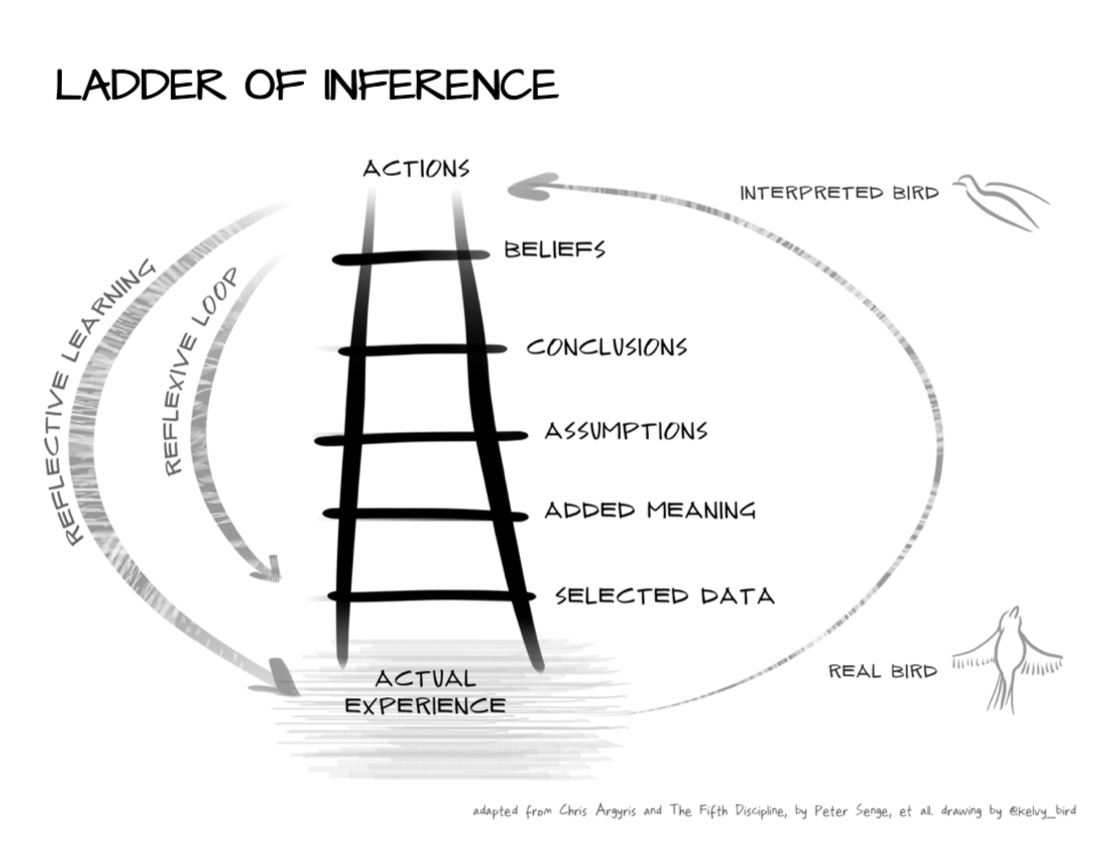 LADDER OF INFERENCE
ACTIONS
INTERPRETED BIRD
BELIEFS
REFLECTIVE LEARNING
REFLEXIVE LOOP
CONCLUSIONS
ASSUMPTIONS
ADDED MEANING
SELECTED DATA
REAL BIRD
ACTUAL
EXPERIENCE
adapted from Chris Argyris and The Fifth Discipline, by Peter Senge, et all. drawing by @kelvy_bird